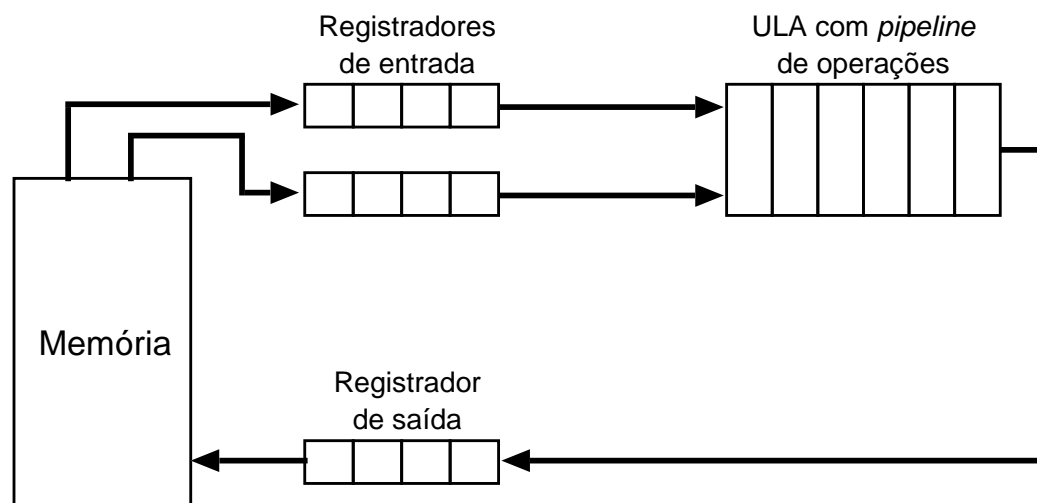 Registradores
de entrada
ULA com pipeline
de operações
Memória
Registrador
de saída